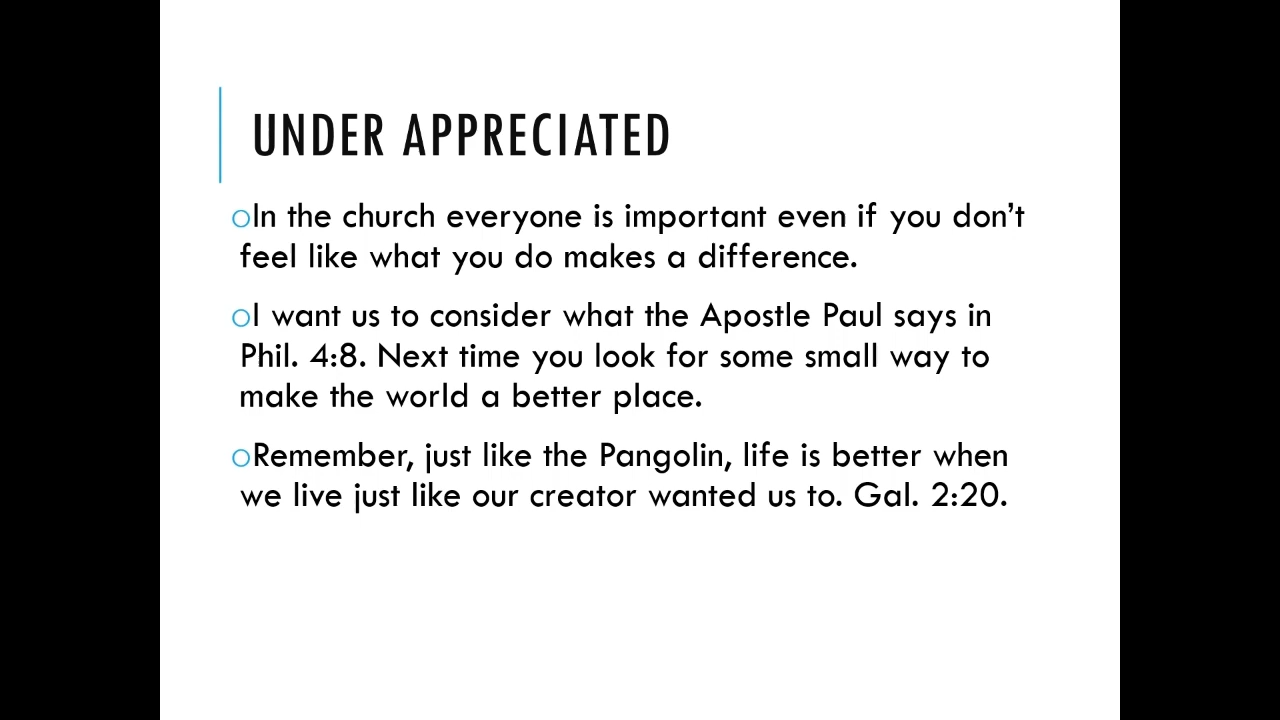 UNDER APPRECIATED
In the church everyone is important even if you don’t
feel like what you do makes a difference.
I want us to consider what the Apostle Paul says in
Phil. 4:8. Next time you look for some small way to
make the world a better place.
Remember, just like the Pangolin, life is better when
we live just like our creator wanted us to. Gal. 2:20.